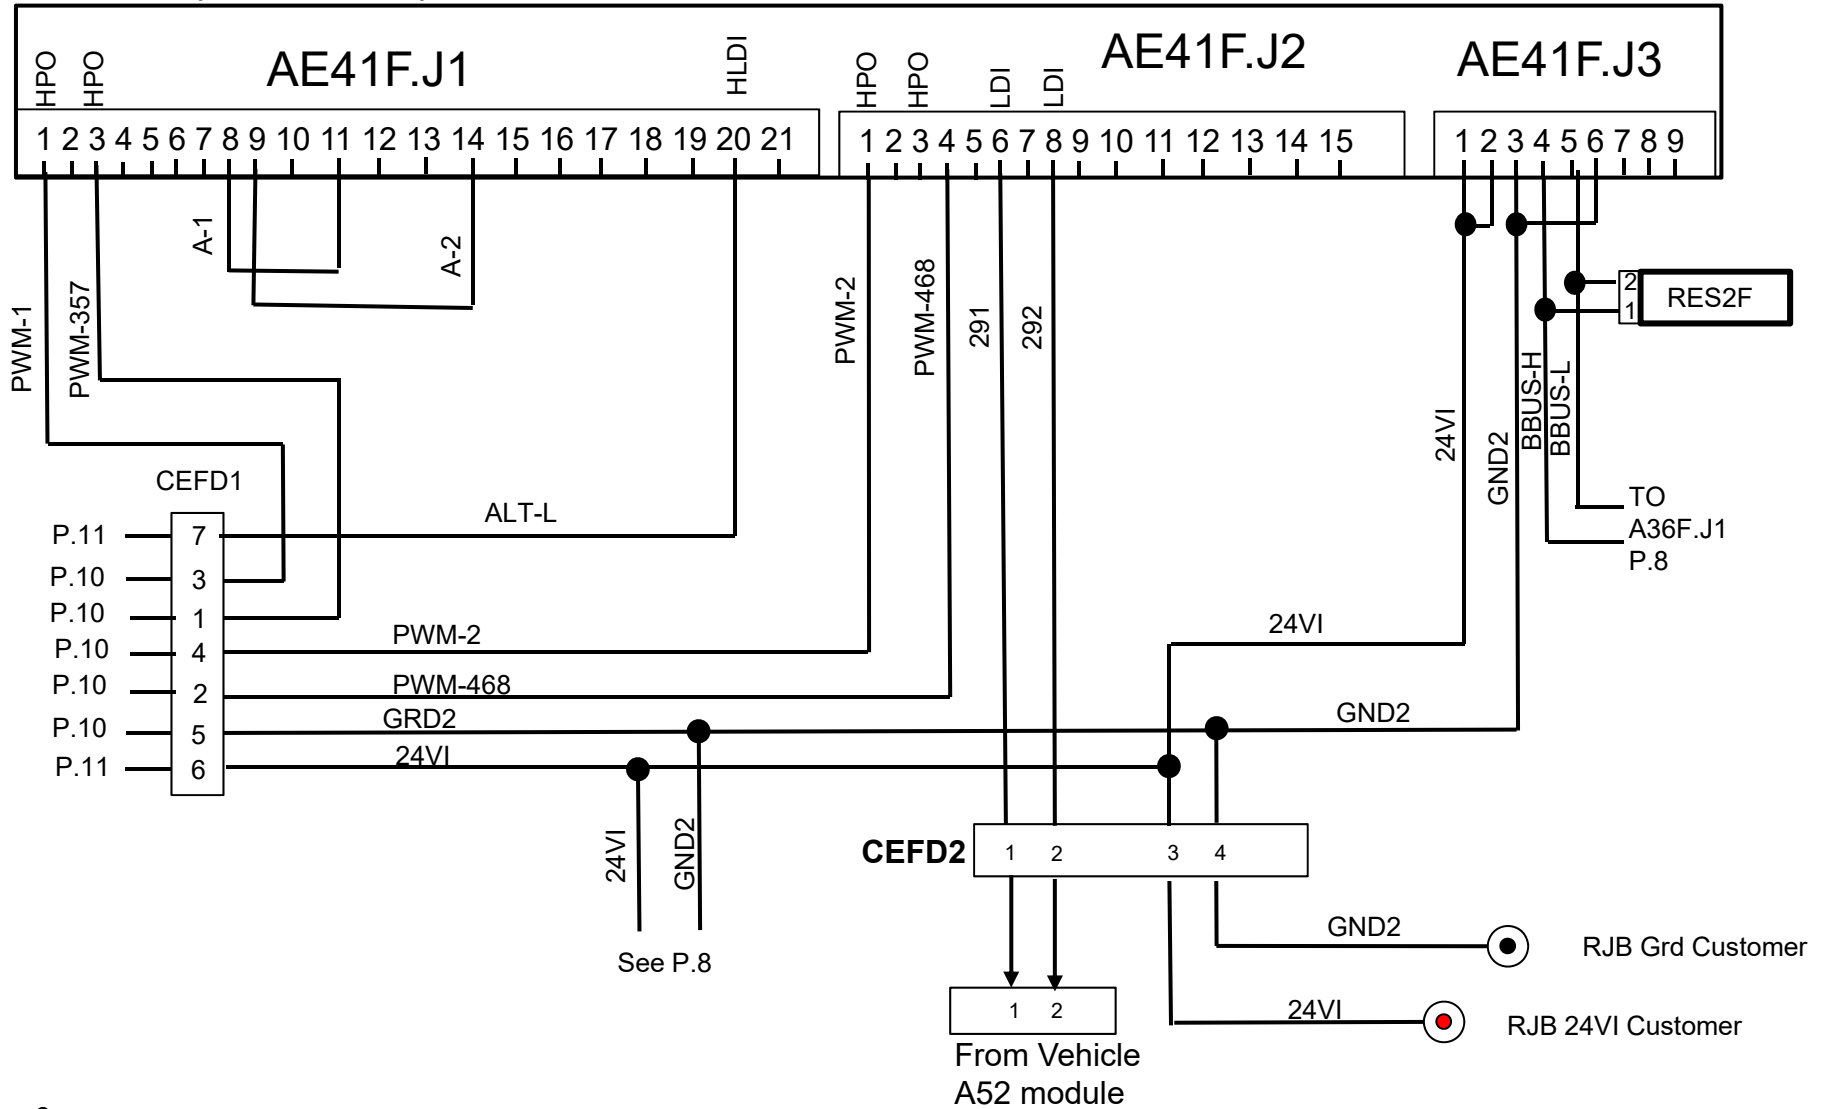 AE41F.J1
AE41F.J2
AE41F.J3
HPO
HPO
HLDI
HPO
HPO
LDI
LDI
1 2 3 4 5 6 7 8 9 10 11 12 13 14 15 16 17 18 19 20 21
1 2 3 4 5 6 7 8 9 10 11 12 13 14 15
1 2 3 4 5 6 7 8 9
A-1
A-2
PWM-1
PWM-357
PWM-2
PWM-468
291
292
2
1
RES2F
24VI
GND2
BBUS-H
BBUS-L
TO
A36F.J1
P.8
CEFD1
ALT-L
P.11 7
P.10 3
P.10 1
P.10 4
PWM-2
P.10 2
PWM-468
P.10 5
GRD2
P.11 6
24VI
24VI
GND2
24VI
GND2
See P.8
CEFD2
1 2 3 4
GND2
RJB Grd Customer
24VI
RJB 24VI Customer
1 2
From Vehicle
A52 module